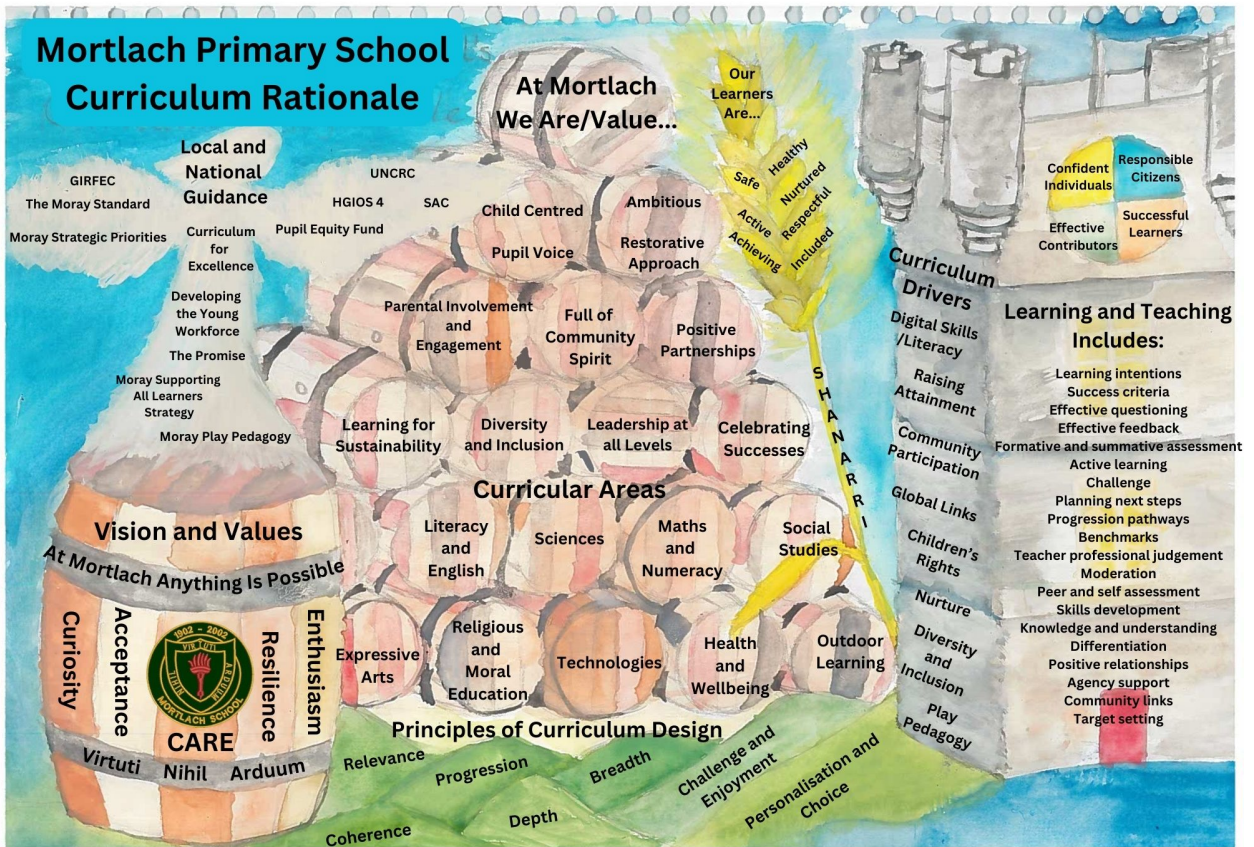 Mortlach Primary School
Curriculum Rationale
Local and
National
Guidance
GIRFEC
The Moray Standard
Moray Strategic Priorities
UNCRC
HGIOS 4
SAC
Pupil Equity Fund
Curriculum
for
Excellence
Developing
the Young
Workforce
The Promise
Moray Supporting
All Learners
Strategy
Moray Play Pedagogy
Vision and Values
At Mortlach Anything Is Possible
Curiosity
Acceptance
1902 - 2002
VIRTUTI
NIHIL
ARDUUM
MORTLACH SCHOOL
CARE
Resilience
Enthusiasm
Virtuti Nihil Arduum
At Mortlach
We Are/Value...
Child Centred
Pupil Voice
Ambitious
Restorative
Approach
Parental Involvement
and
Engagement
Full of
Community
Spirit
Positive
Partnerships
Learning for
Sustainability
Diversity
and Inclusion
Leadership at
all Levels
Celebrating
Successes
Curricular Areas
Literacy
and
English
Sciences
Maths
and
Numeracy
Social
Studies
Expressive
Arts
Religious
and
Moral
Education
Technologies
Health
and
Wellbeing
Outdoor
Learning
Principles of Curriculum Design
Relevance
Progression
Breadth
Challenge and
Enjoyment
Personalisation and
Choice
Coherence
Depth
Our
Learners
Are...
Safe
Healthy
Nurtured
Active
Respectful
Achieving
Included
SHANARRI
Curriculum
Drivers
Digital Skills
/Literacy
Raising
Attainment
Community
Participation
Global Links
Children's
Rights
Nurture
Diversity
and
Inclusion
Play
Pedagogy
Confident
Individuals
Responsible
Citizens
Effective
Contributors
Successful
Learners
Learning and Teaching
Includes:
Learning intentions
Success criteria
Effective questioning
Effective feedback
Formative and summative assessment
Active learning
Challenge
Planning next steps
Progression pathways
Benchmarks
Teacher professional judgement
Moderation
Peer and self assessment
Skills development
Knowledge and understanding
Differentiation
Positive relationships
Agency support
Community links
Target setting